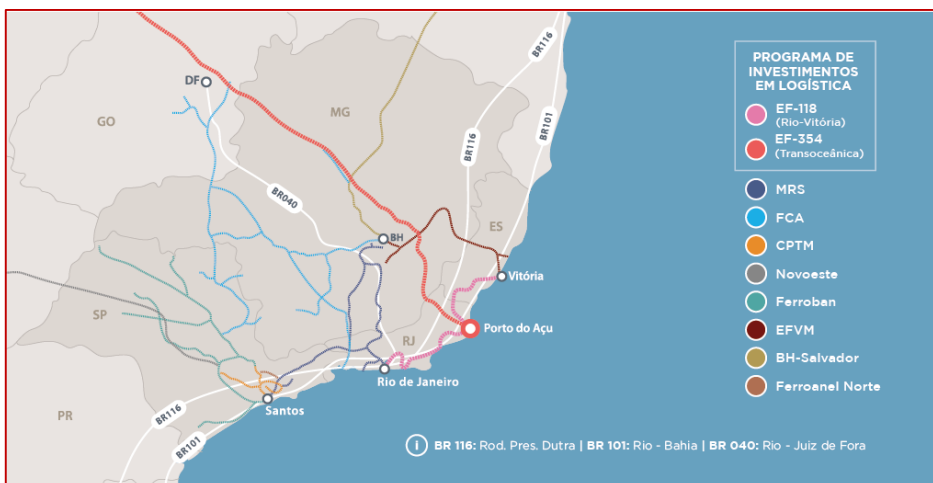 BR116
DF
PROGRAMA DE
INVESTIMENTOS
EM LOGÍSTICA
EF-118
(Rio-Vitória)
EF-354
(Transoceânica)
GO
MG
BR116
BR101
MRS
BR040
FCA
ES
BH
CPTM
Vitória
Novoeste
Ferroban
SP
Porto do Açu
EFVM
RJ
BH-Salvador
Rio de Janeiro
Ferroanel Norte
Santos
PR
BR116
BR101
i BR 116: Rod. Pres. Dutra | BR 101: Rio - Bahia | BR 040: Rio - Juiz de Fora